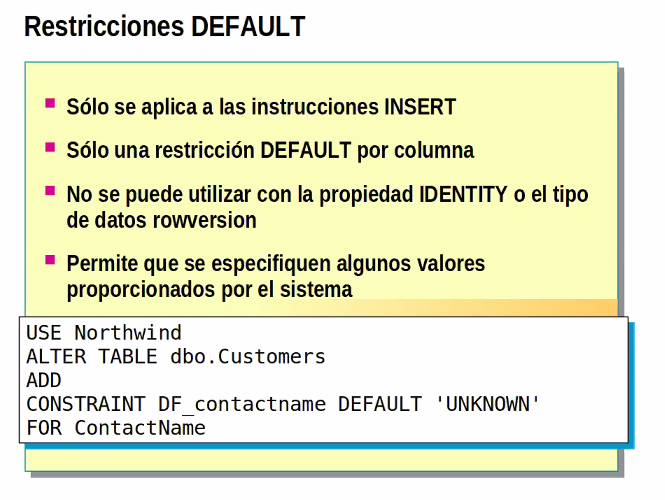 Restricciones DEFAULT
Sólo se aplica a las instrucciones INSERT
Sólo una restricción DEFAULT por columna
No se puede utilizar con la propiedad IDENTITY o el tipo
de datos rowversion
Permite que se especifiquen algunos valores
proporcionados por el sistema
USE Northwind
ALTER TABLE dbo.Customers
ADD
CONSTRAINT DF_contactname DEFAULT 'UNKNOWN'
FOR ContactName